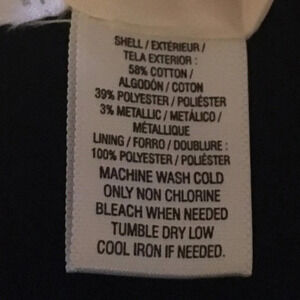 SHELL / EXTÉRIEUR /
TELA EXTERIOR :
58% COTTON /
ALGODÓN / COTON
39% POLYESTER / POLIÉSTER
3% METALLIC / METÁLICO /
MÉTALLIQUE
LINING / FORRO / DOUBLURE :
100% POLYESTER / POLIÉSTER
MACHINE WASH COLD
ONLY NON CHLORINE
BLEACH WHEN NEEDED
TUMBLE DRY LOW
COOL IRON IF NEEDED.